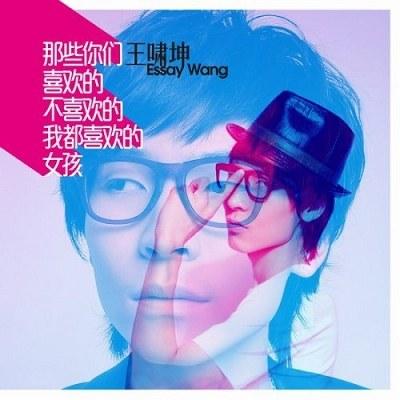 那些你们
喜欢的
不喜欢的
我都喜欢的
女孩
王啸坤
Essay Wang